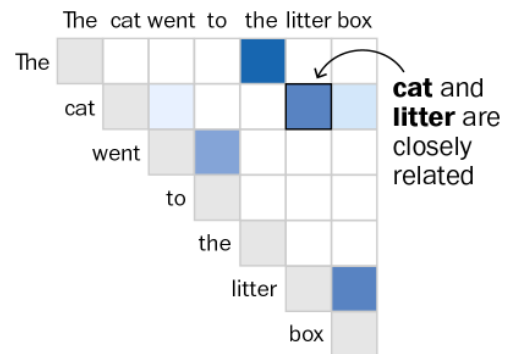 The cat went to the litter box
The
cat
went
to
the
litter
box
cat and
litter are
closely
related